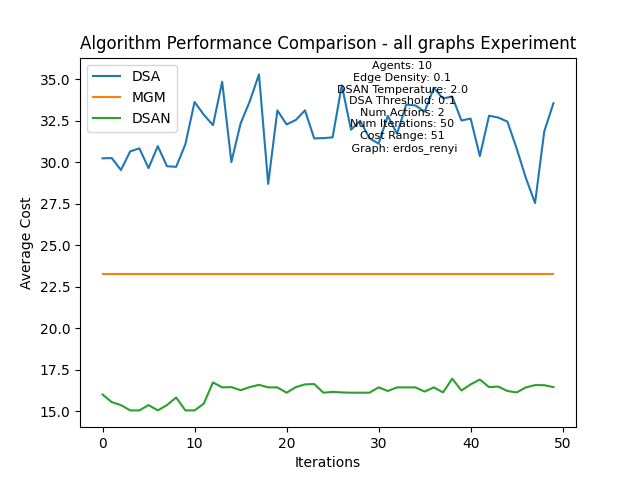 Algorithm Performance Comparison - all graphs Experiment
DSA
MGM
DSAN
Agents: 10
Edge Density: 0.1
DSAN Temperature: 2.0
DSA Threshold: 0.1
Num Actions: 2
Num Iterations: 50
Cost Range: 51
Graph: erdos_renyi
Average Cost
35.0
32.5
30.0
27.5
25.0
22.5
20.0
17.5
15.0
0 10 20 30 40 50
Iterations